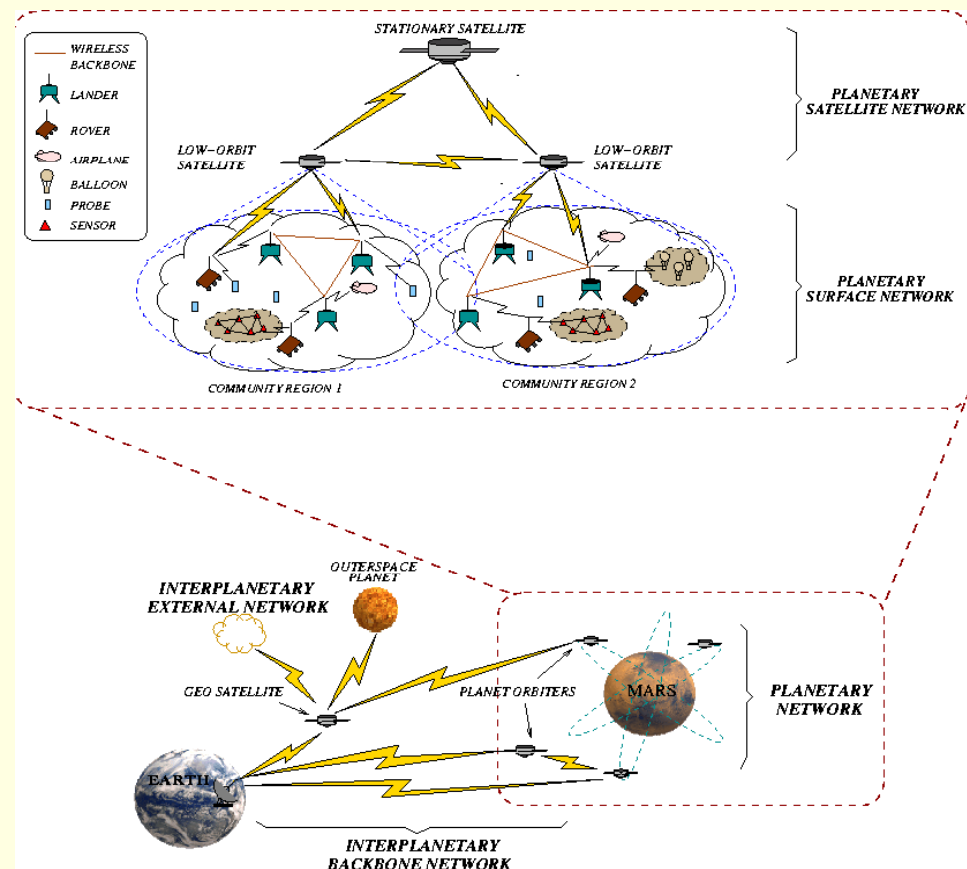 STATIONARY SATELLITE
WIRELESS
BACKBONE
LANDER
ROVER
AIRPLANE
BALLOON
PROBE
SENSOR
PLANETARY
SATELLITE NETWORK
LOW-ORBIT
SATELLITE
LOW-ORBIT
SATELLITE
PLANETARY
SURFACE NETWORK
COMMUNITY REGION 1
COMMUNITY REGION 2
INTERPLANETARY
EXTERNAL NETWORK
OUTERSPACE
PLANET
GEO SATELLITE
PLANET ORBITERS
MARS
PLANETARY
NETWORK
EARTH
INTERPLANETARY
BACKBONE NETWORK